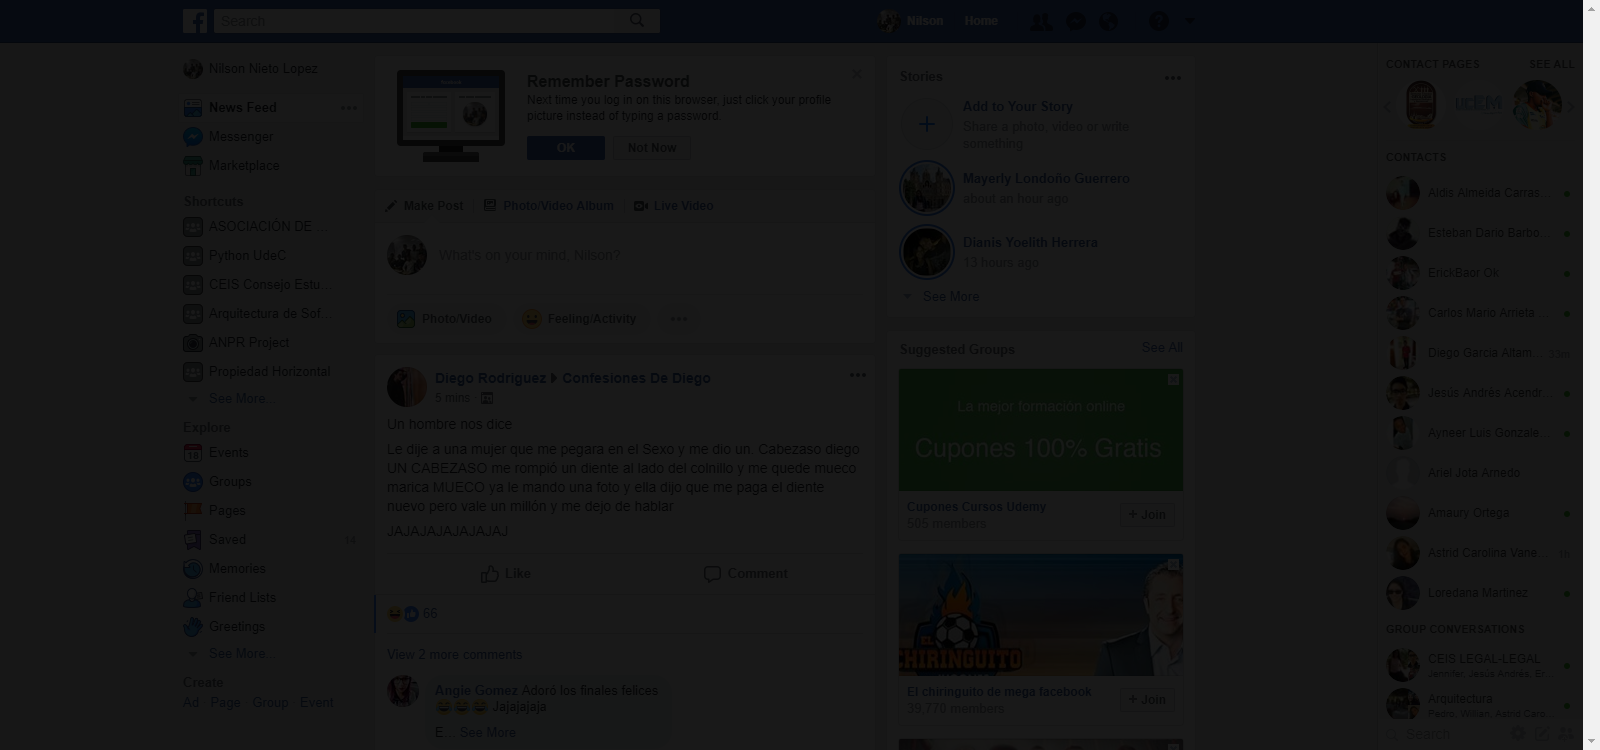 Search
Nilson
Home
Nilson Nieto Lopez
News Feed
Messenger
Marketplace
Shortcuts
ASOCIACIÓN DE ...
Python UdeC
CEIS Consejo Estu...
Arquitectura de Sof...
ANPR Project
Propiedad Horizontal
See More...
Explore
Events
Groups
Pages
Saved 14
Memories
Friend Lists
Greetings
See More...
Create
Ad Page Group Event
Remember Password
Next time you log in on this browser, just click your profile
picture instead of typing a password.
OK
Not Now
Make Post
Photo/Video Album
Live Video
What's on your mind, Nilson?
Photo/Video
Feeling/Activity
Diego Rodriguez Confesiones De Diego
5 mins
Un hombre nos dice
Le dije a una mujer que me pegara en el Sexo y me dio un. Cabezaso diego
UN CABEZASO me rompió un diente al lado del colnillo y me quede mueco
marica MUECO ya le mando una foto y ella dijo que me paga el diente
nuevo pero vale un millón y me dejo de hablar
JAJAJAJAJAJAJAJ
Like
Comment
66
View 2 more comments
Angie Gomez Adoró los finales felices
Jajajajaja
E... See More
Stories
Add to Your Story
Share a photo, video or write
something
Mayerly Londoño Guerrero
about an hour ago
Dianis Yoelith Herrera
13 hours ago
See More
Suggested Groups
See All
La mejor formación online
Cupones 100% Gratis
Cupones Cursos Udemy
595 members
+ Join
EL
CHIRINGUITO
El chiringuito de mega facebook
39,770 members
+ Join
CONTACT PAGES
SEE ALL
UCEM
CONTACTS
Aldis Almeida Carras...
Esteban Dario Barbo...
ErickBaor Ok
Carlos Mario Arrieta...
Diego Garcia Altam...
Jesús Andrés Acendr...
Ayneer Luis Gonzale...
Ariel Jota Arnedo
Amaury Ortega
Astrid Carolina Vane...
Loredana Martinez
GROUP CONVERSATIONS
CEIS LEGAL-LEGAL
Jennifer, Jesús Andrés, Er...
Arquitectura
Pedro, Willian, Astrid Caro...
Search